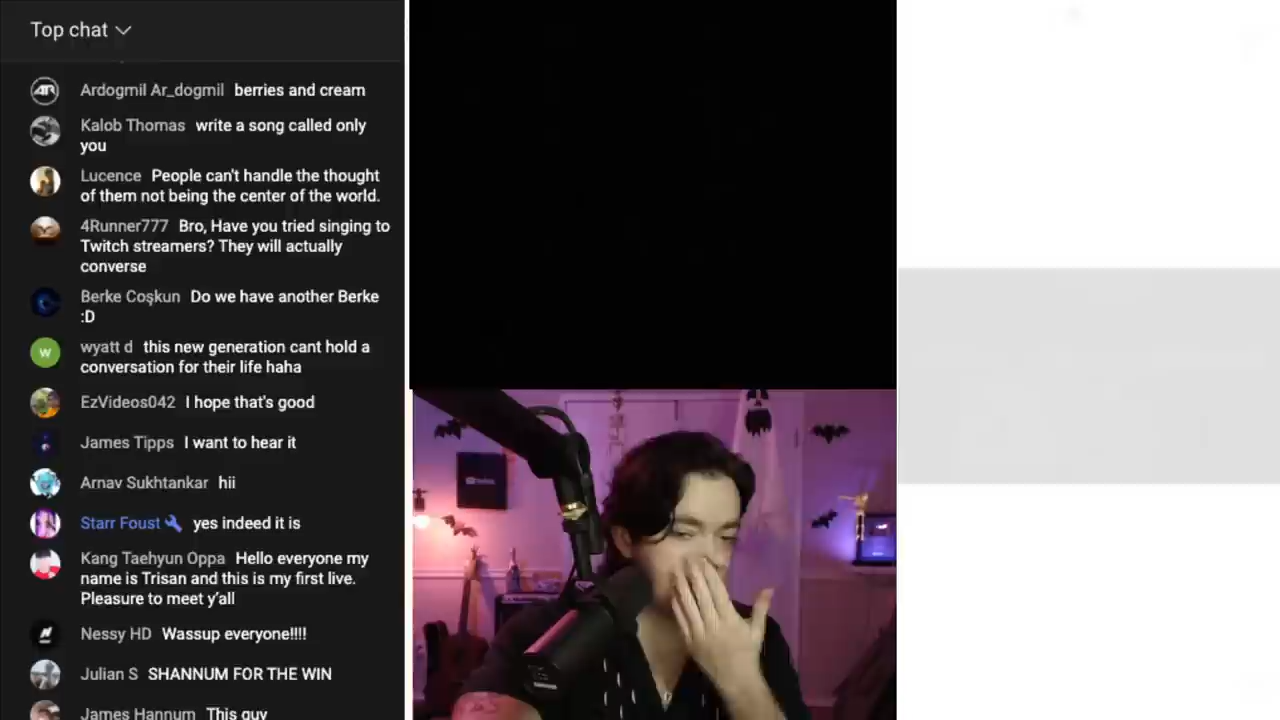 Top chat
Ardogmil Ar_dogmil berries and cream
Kalob Thomas write a song called only
you
Lucence People can't handle the thought
of them not being the center of the world.
4Runner777 Bro, Have you tried singing to
Twitch streamers? They will actually
converse
Berke Coşkun Do we have another Berke
:D
wyatt d this new generation cant hold a
conversation for their life haha
EzVideos042 I hope that's good
James Tipps I want to hear it
Arnav Sukhtankar hii
Starr Foust yes indeed it is
Kang Taehyun Oppa Hello everyone my
name is Trisan and this is my first live.
Pleasure to meet y'all
Nessy HD Wassup everyone!!!!
Julian S SHANNUM FOR THE WIN
James Hannum This guy